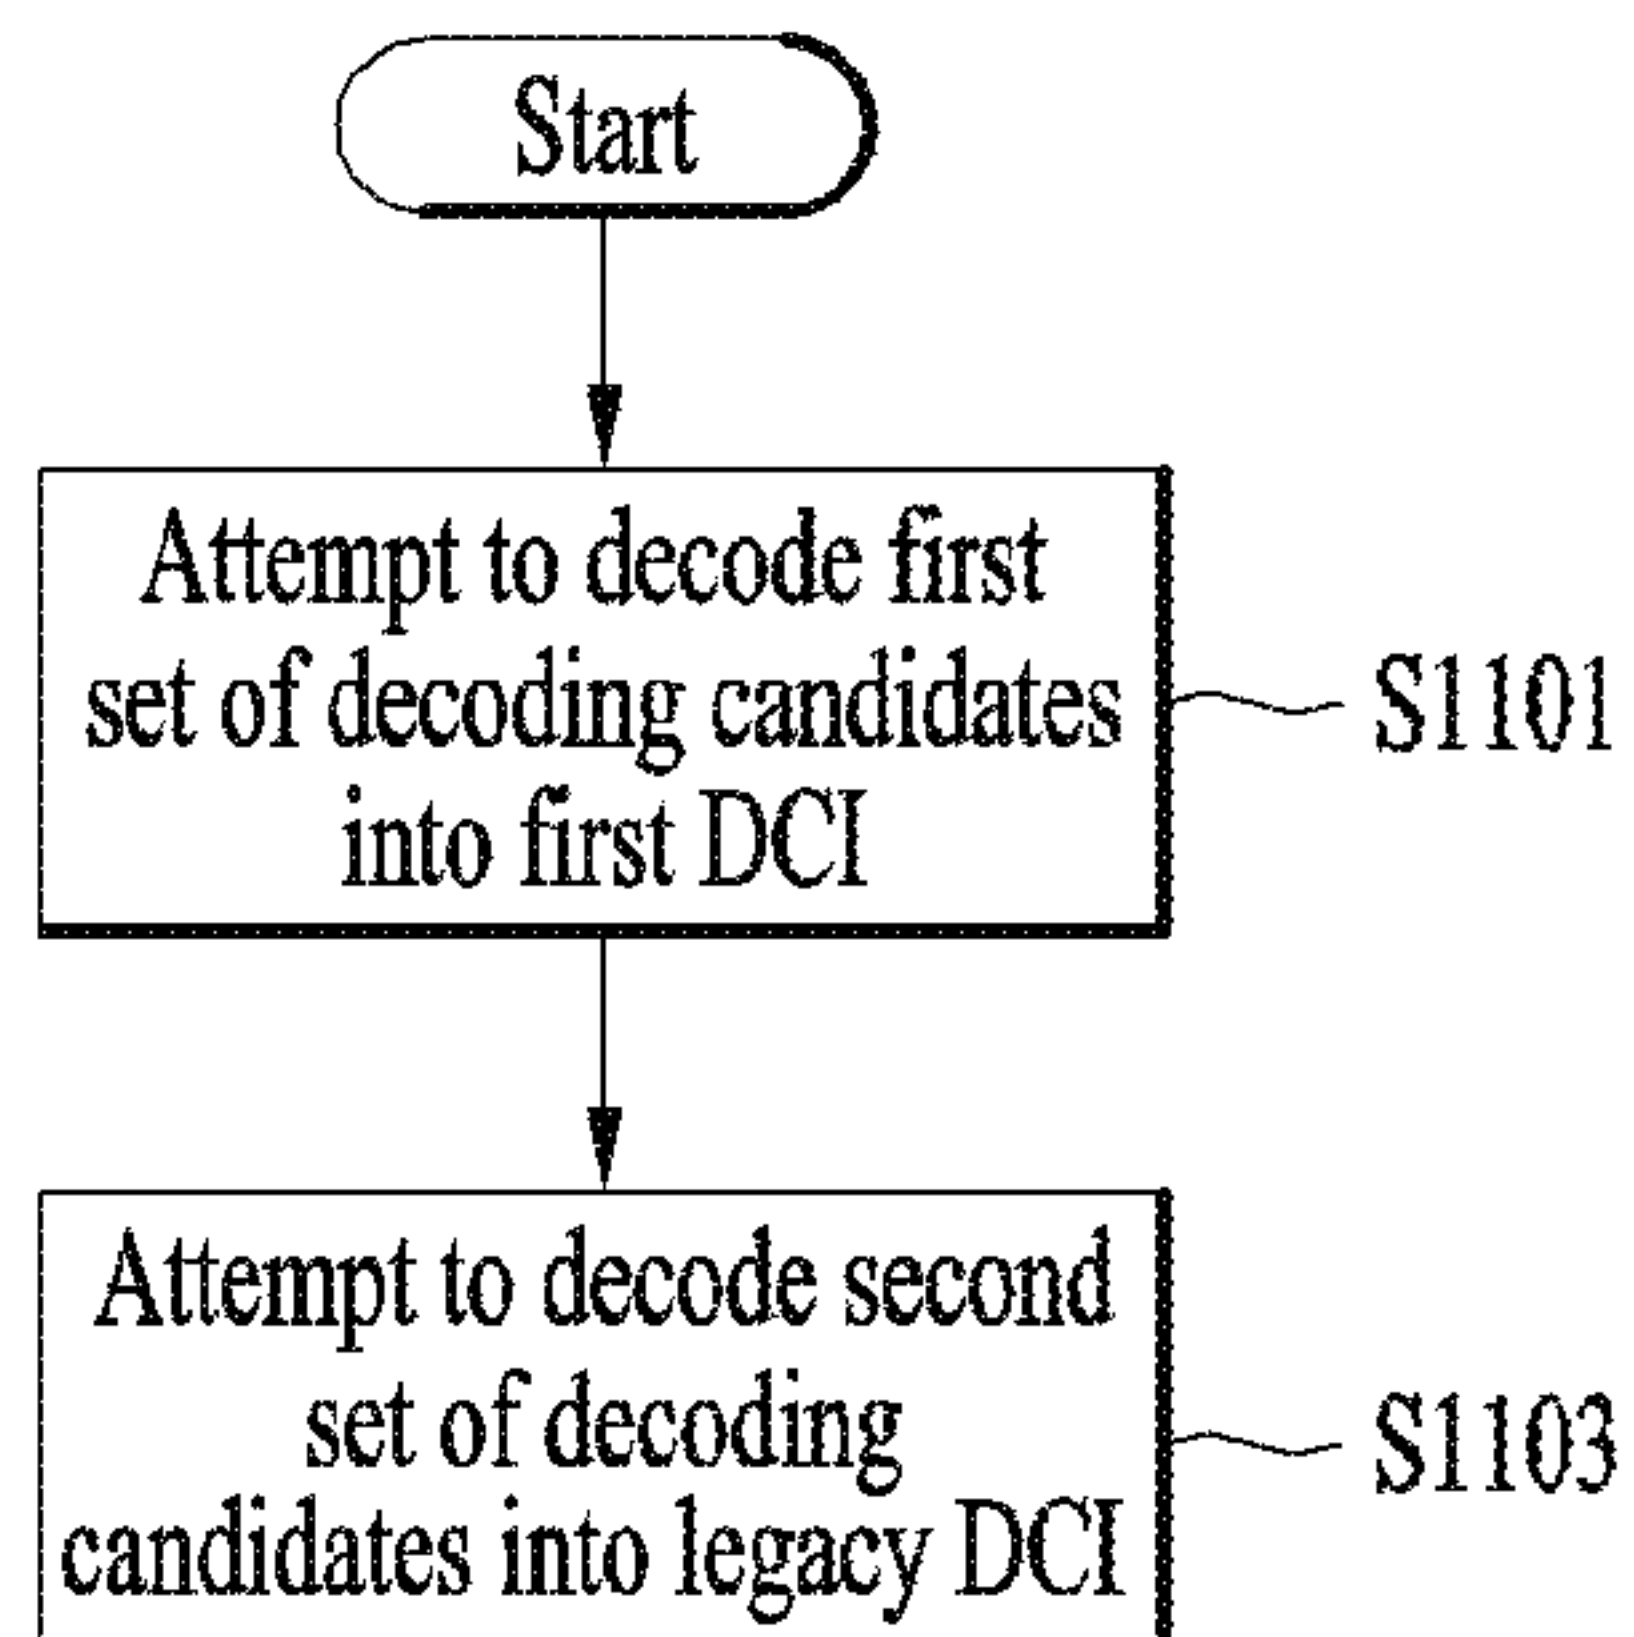 Start
Attempt to decode first
set of decoding candidates
into first DCI
S1101
Attempt to decode second
set of decoding
candidates into legacy DCI
S1103